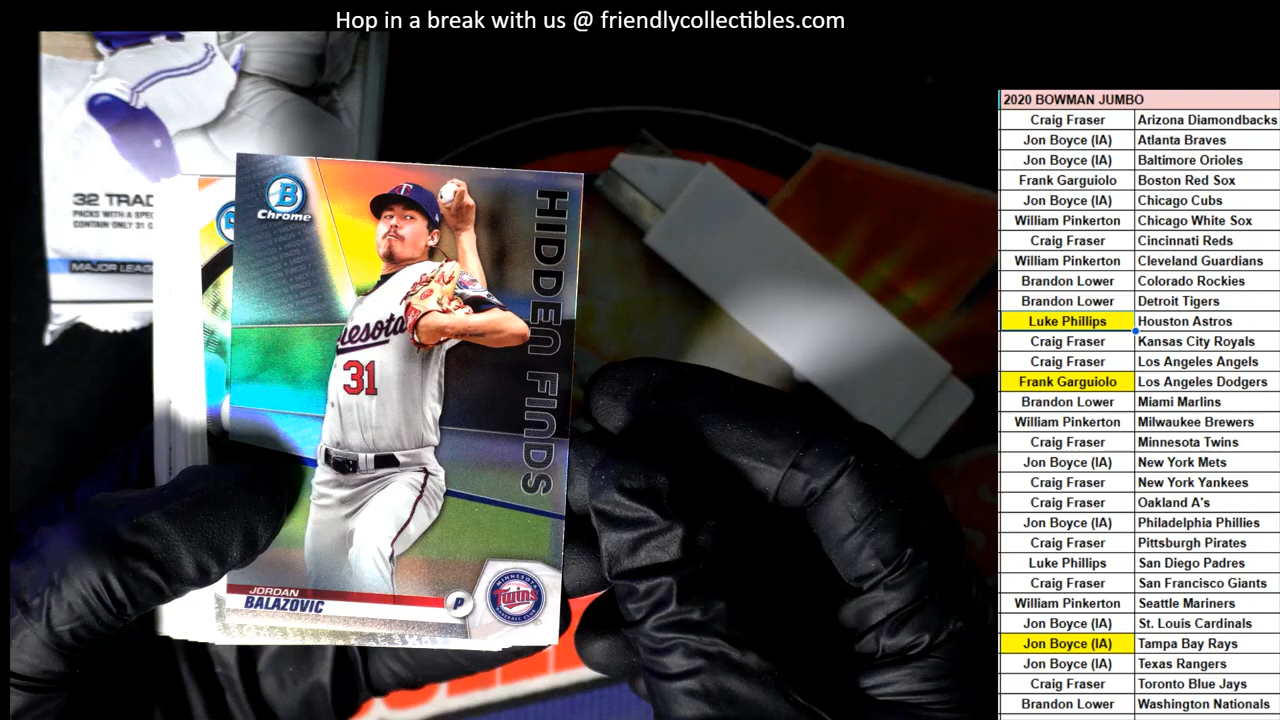 Hop in a break with us @ friendlycollectibles.com
32 TRAD
PACKS WITH A SPE
CONTAIN ONLY 31 C
MAJOR LEAG
B
Chrome
HIDDEN FINDS
T
nesota
31
JORDAN
BALAZOVIC
P
MINNESOTA
Twins
BASEBALL CLUB
2020 BOWMAN JUMBO
Craig Fraser Arizona Diamondbacks
Jon Boyce (IA) Atlanta Braves
Jon Boyce (IA) Baltimore Orioles
Frank Garguiolo Boston Red Sox
Jon Boyce (IA) Chicago Cubs
William Pinkerton Chicago White Sox
Craig Fraser Cincinnati Reds
William Pinkerton Cleveland Guardians
Brandon Lower Colorado Rockies
Brandon Lower Detroit Tigers
Luke Phillips Houston Astros
Craig Fraser Kansas City Royals
Craig Fraser Los Angeles Angels
Frank Garguiolo Los Angeles Dodgers
Brandon Lower Miami Marlins
William Pinkerton Milwaukee Brewers
Craig Fraser Minnesota Twins
Jon Boyce (IA) New York Mets
Craig Fraser New York Yankees
Craig Fraser Oakland A's
Jon Boyce (IA) Philadelphia Phillies
Craig Fraser Pittsburgh Pirates
Luke Phillips San Diego Padres
Craig Fraser San Francisco Giants
William Pinkerton Seattle Mariners
Jon Boyce (IA) St. Louis Cardinals
Jon Boyce (IA) Tampa Bay Rays
Jon Boyce (IA) Texas Rangers
Craig Fraser Toronto Blue Jays
Brandon Lower Washington Nationals